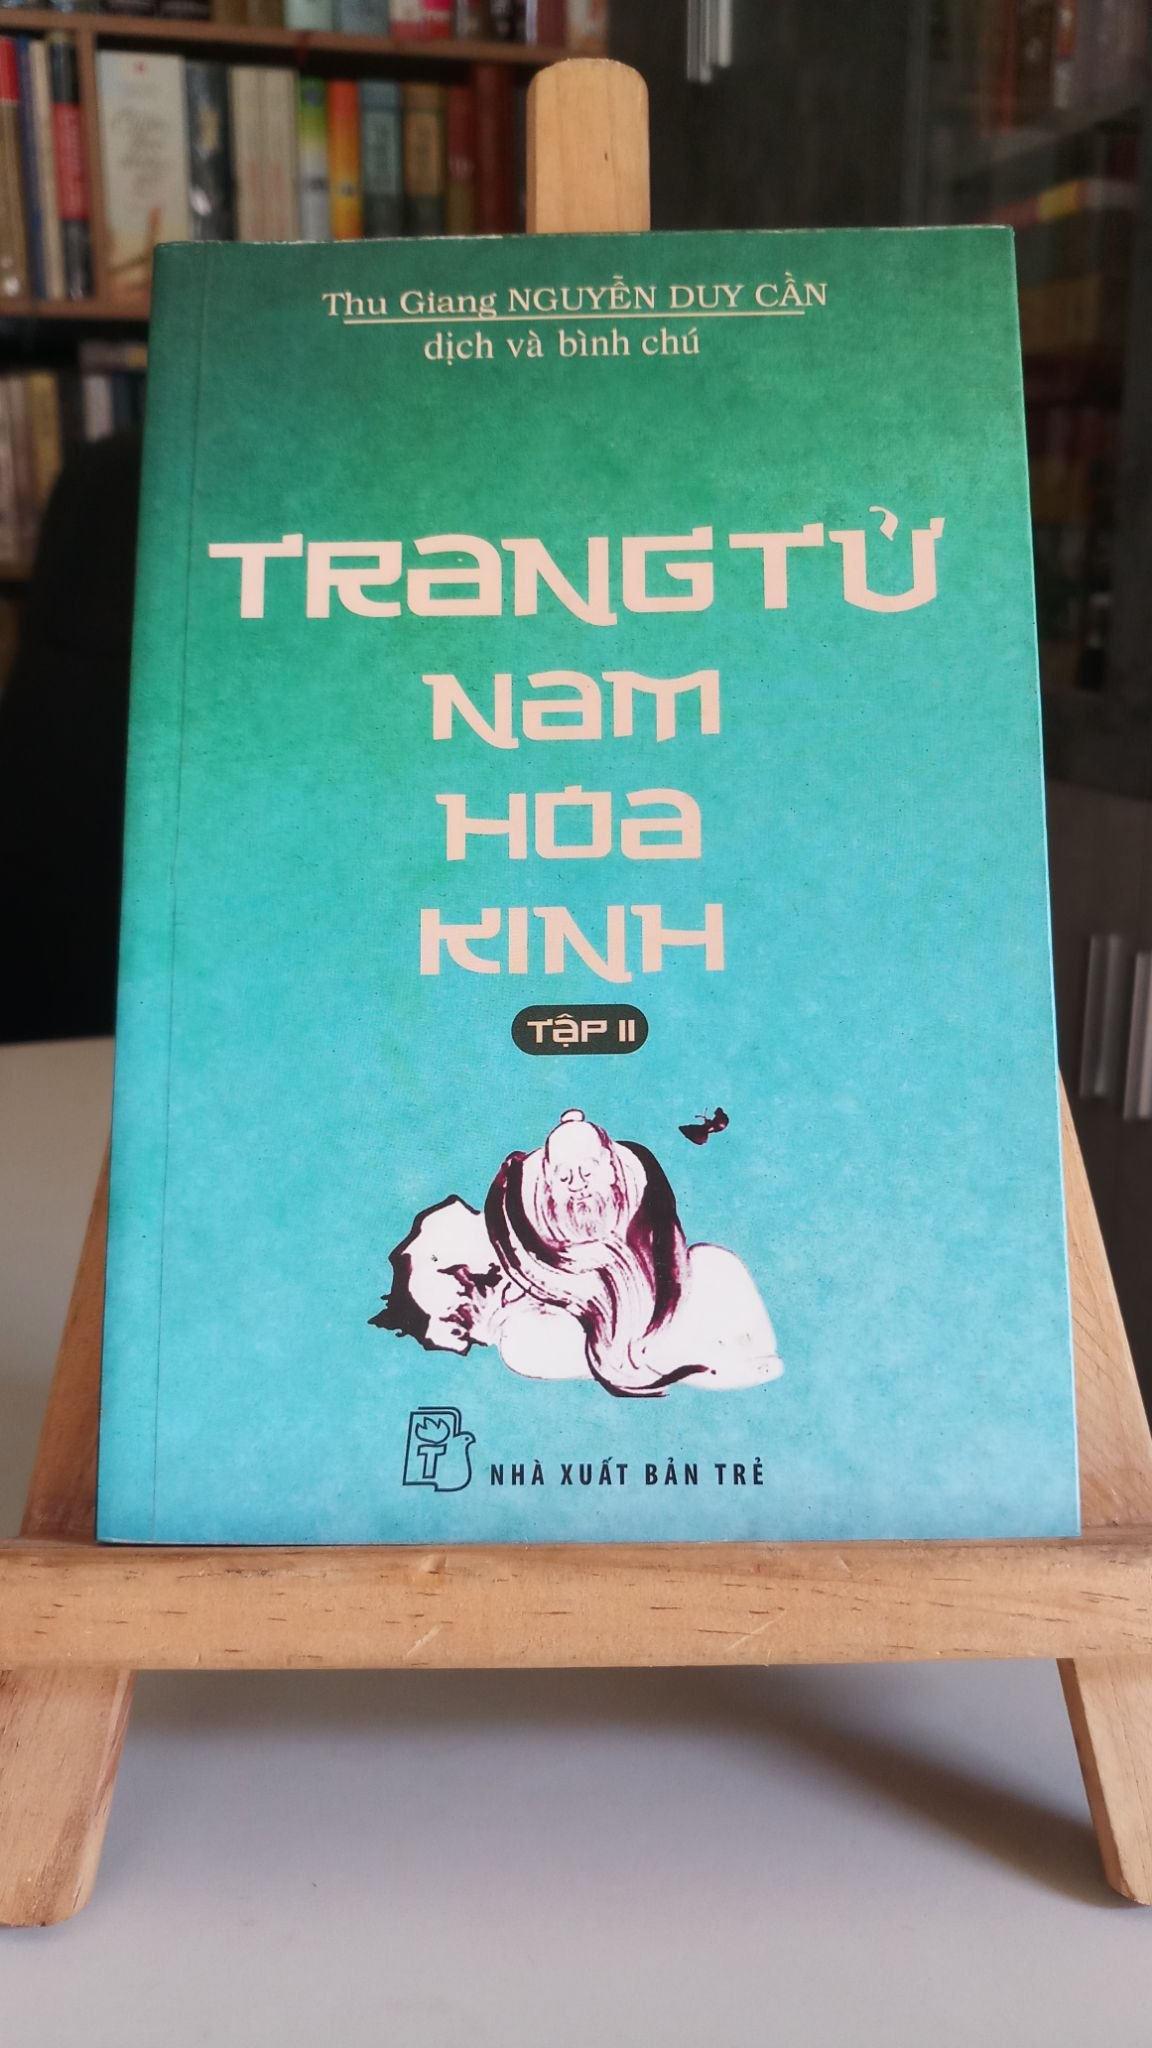 Thu Giang NGUYỄN DUY CẦN
dịch và bình chú
TRANG TỬ
NAM
HÓA
KINH
TẬP II
T
NHÀ XUẤT BẢN TRẺ